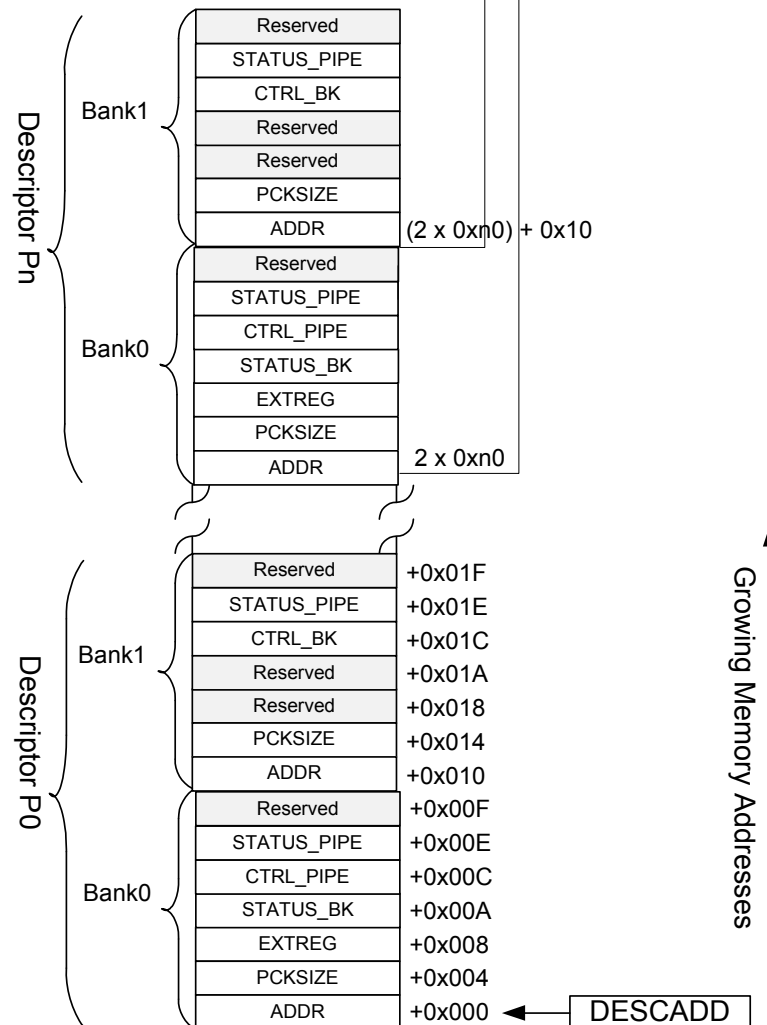 Descriptor Pn
Bank1
Reserved
STATUS_PIPE
CTRL_BK
Reserved
Reserved
PCKSIZE
ADDR (2 x 0xn0) + 0x10
Bank0
Reserved
STATUS_PIPE
CTRL_PIPE
STATUS_BK
EXTREG
PCKSIZE
ADDR 2 x 0xn0
Descriptor P0
Bank1
Reserved +0x01F
STATUS_PIPE +0x01E
CTRL_BK +0x01C
Reserved +0x01A
Reserved +0x018
PCKSIZE +0x014
ADDR +0x010
Bank0
Reserved +0x00F
STATUS_PIPE +0x00E
CTRL_PIPE +0x00C
STATUS_BK +0x00A
EXTREG +0x008
PCKSIZE +0x004
ADDR +0x000 DESCADD
Growing Memory Addresses